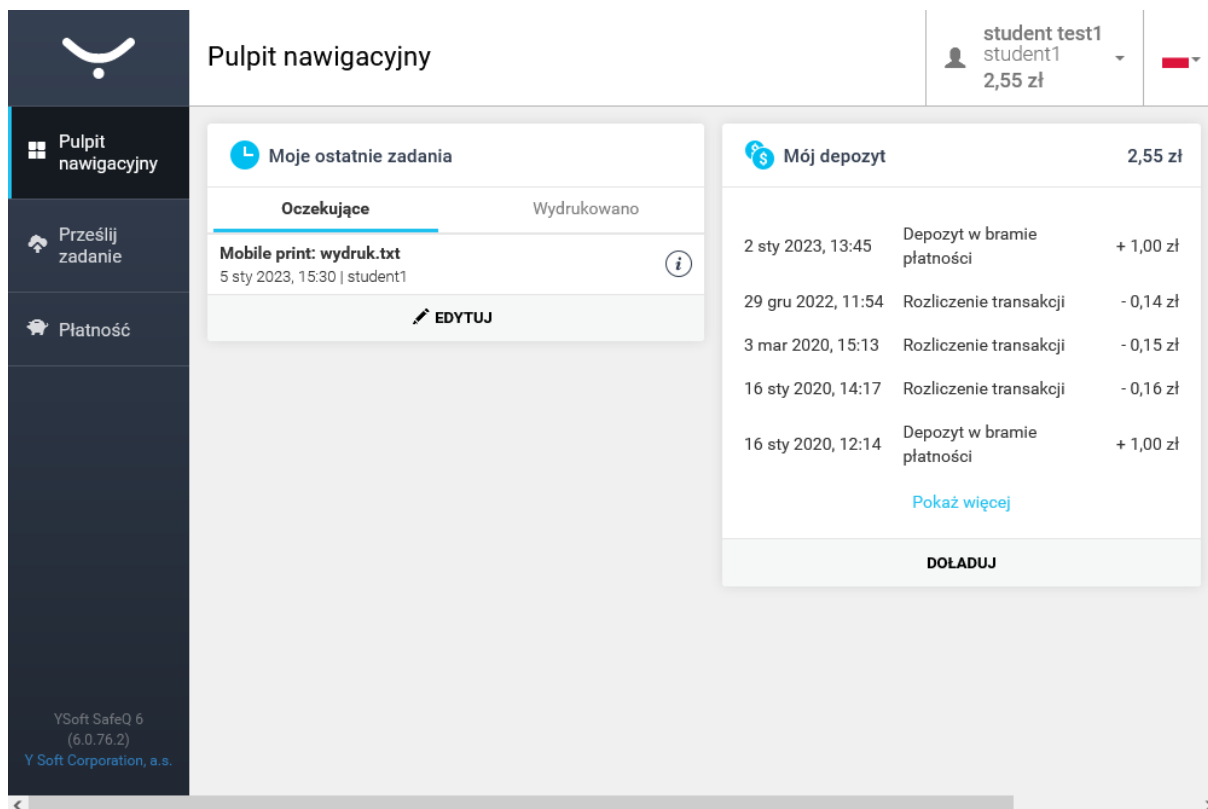 Pulpit nawigacyjny
student test1
student1
2,55 zł
Pulpit
nawigacyjny
Prześlij
zadanie
Płatność
Moje ostatnie zadania
Oczekujące Wydrukowano
Mobile print: wydruk.txt
5 sty 2023, 15:30 | student1
EDYTUJ
Mój depozyt 2,55 zł
2 sty 2023, 13:45 Depozyt w bramie płatności + 1,00 zł
29 gru 2022, 11:54 Rozliczenie transakcji - 0,14 zł
3 mar 2020, 15:13 Rozliczenie transakcji - 0,15 zł
16 sty 2020, 14:17 Rozliczenie transakcji - 0,16 zł
16 sty 2020, 12:14 Depozyt w bramie płatności + 1,00 zł
Pokaż więcej
DOŁADUJ
YSoft SafeQ 6
(6.0.76.2)
Y Soft Corporation, a.s.